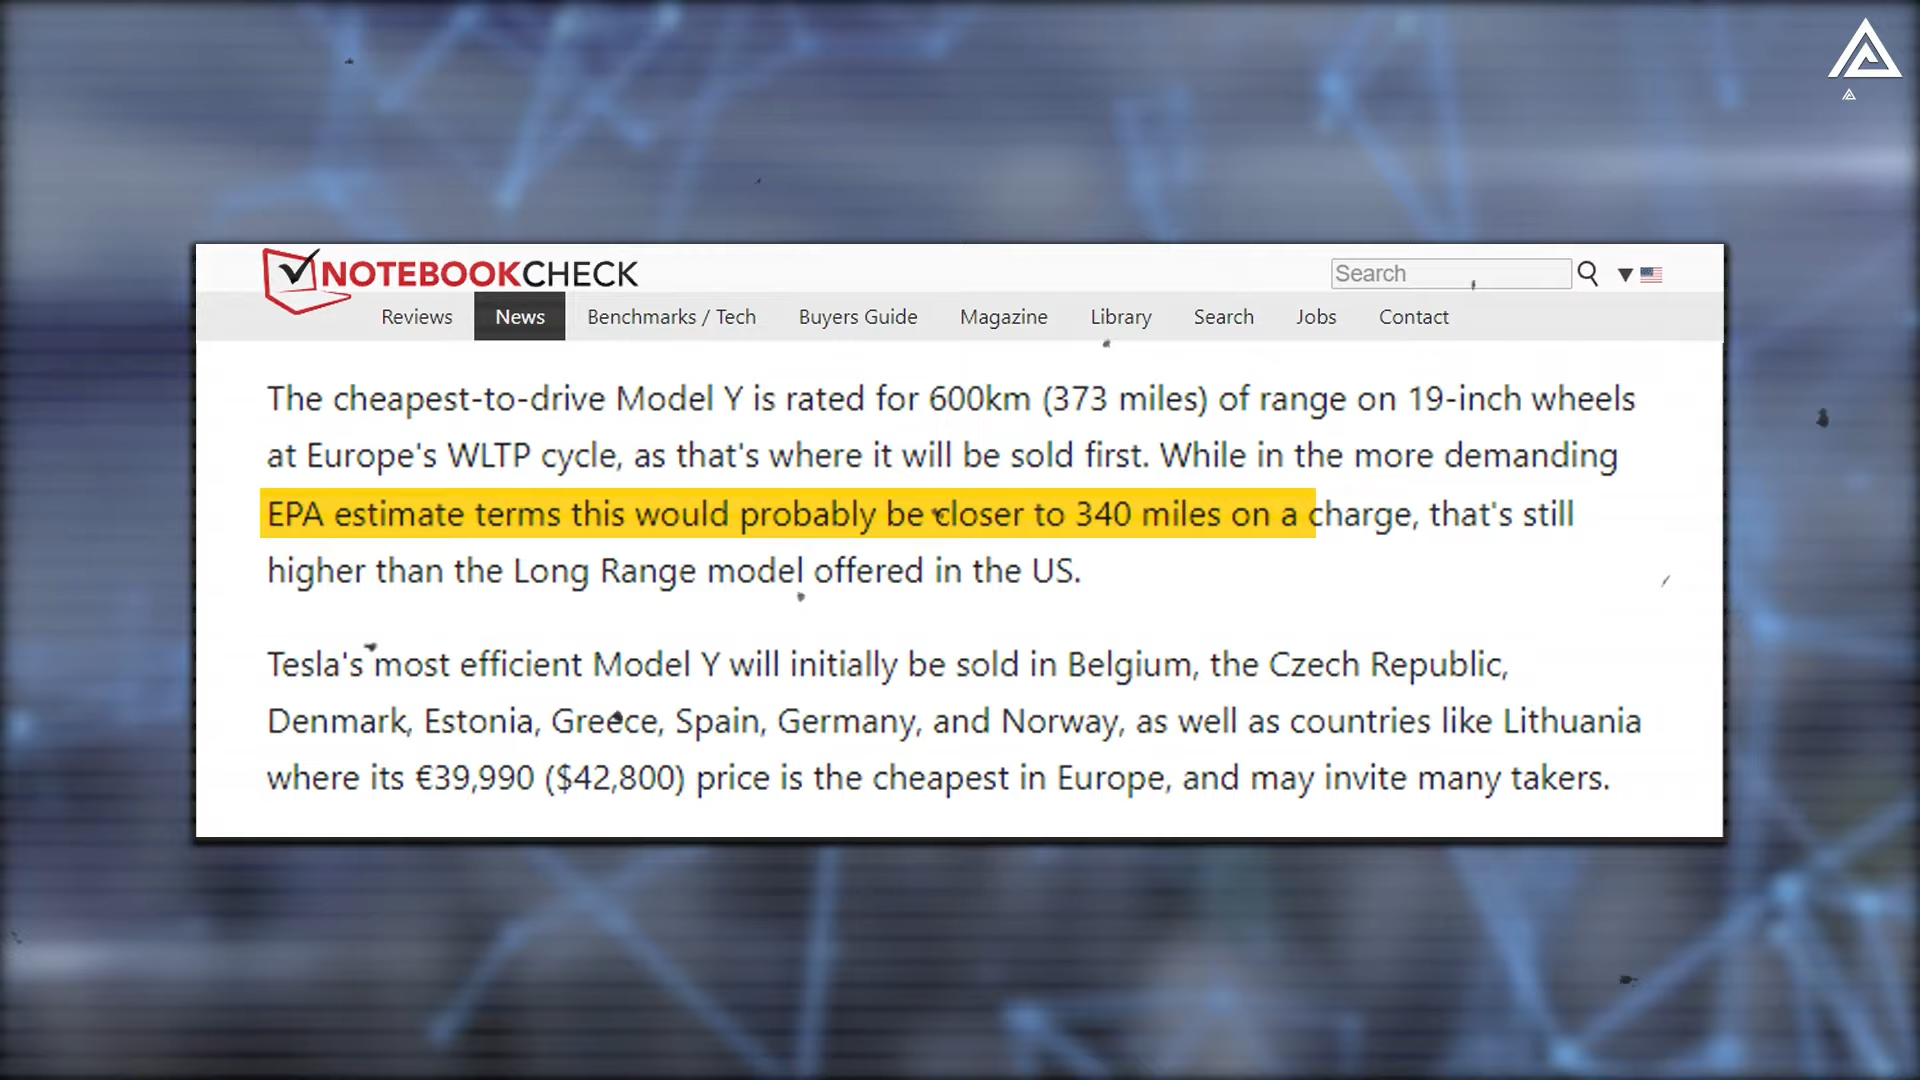 NOTEBOOKCHECK
Search
Reviews News Benchmarks / Tech Buyers Guide Magazine Library Search Jobs Contact
The cheapest-to-drive Model Y is rated for 600km (373 miles) of range on 19-inch wheels
at Europe's WLTP cycle, as that's where it will be sold first. While in the more demanding
EPA estimate terms this would probably be closer to 340 miles on a charge, that's still
higher than the Long Range model offered in the US.
Tesla's most efficient Model Y will initially be sold in Belgium, the Czech Republic,
Denmark, Estonia, Greece, Spain, Germany, and Norway, as well as countries like Lithuania
where its €39,990 ($42,800) price is the cheapest in Europe, and may invite many takers.